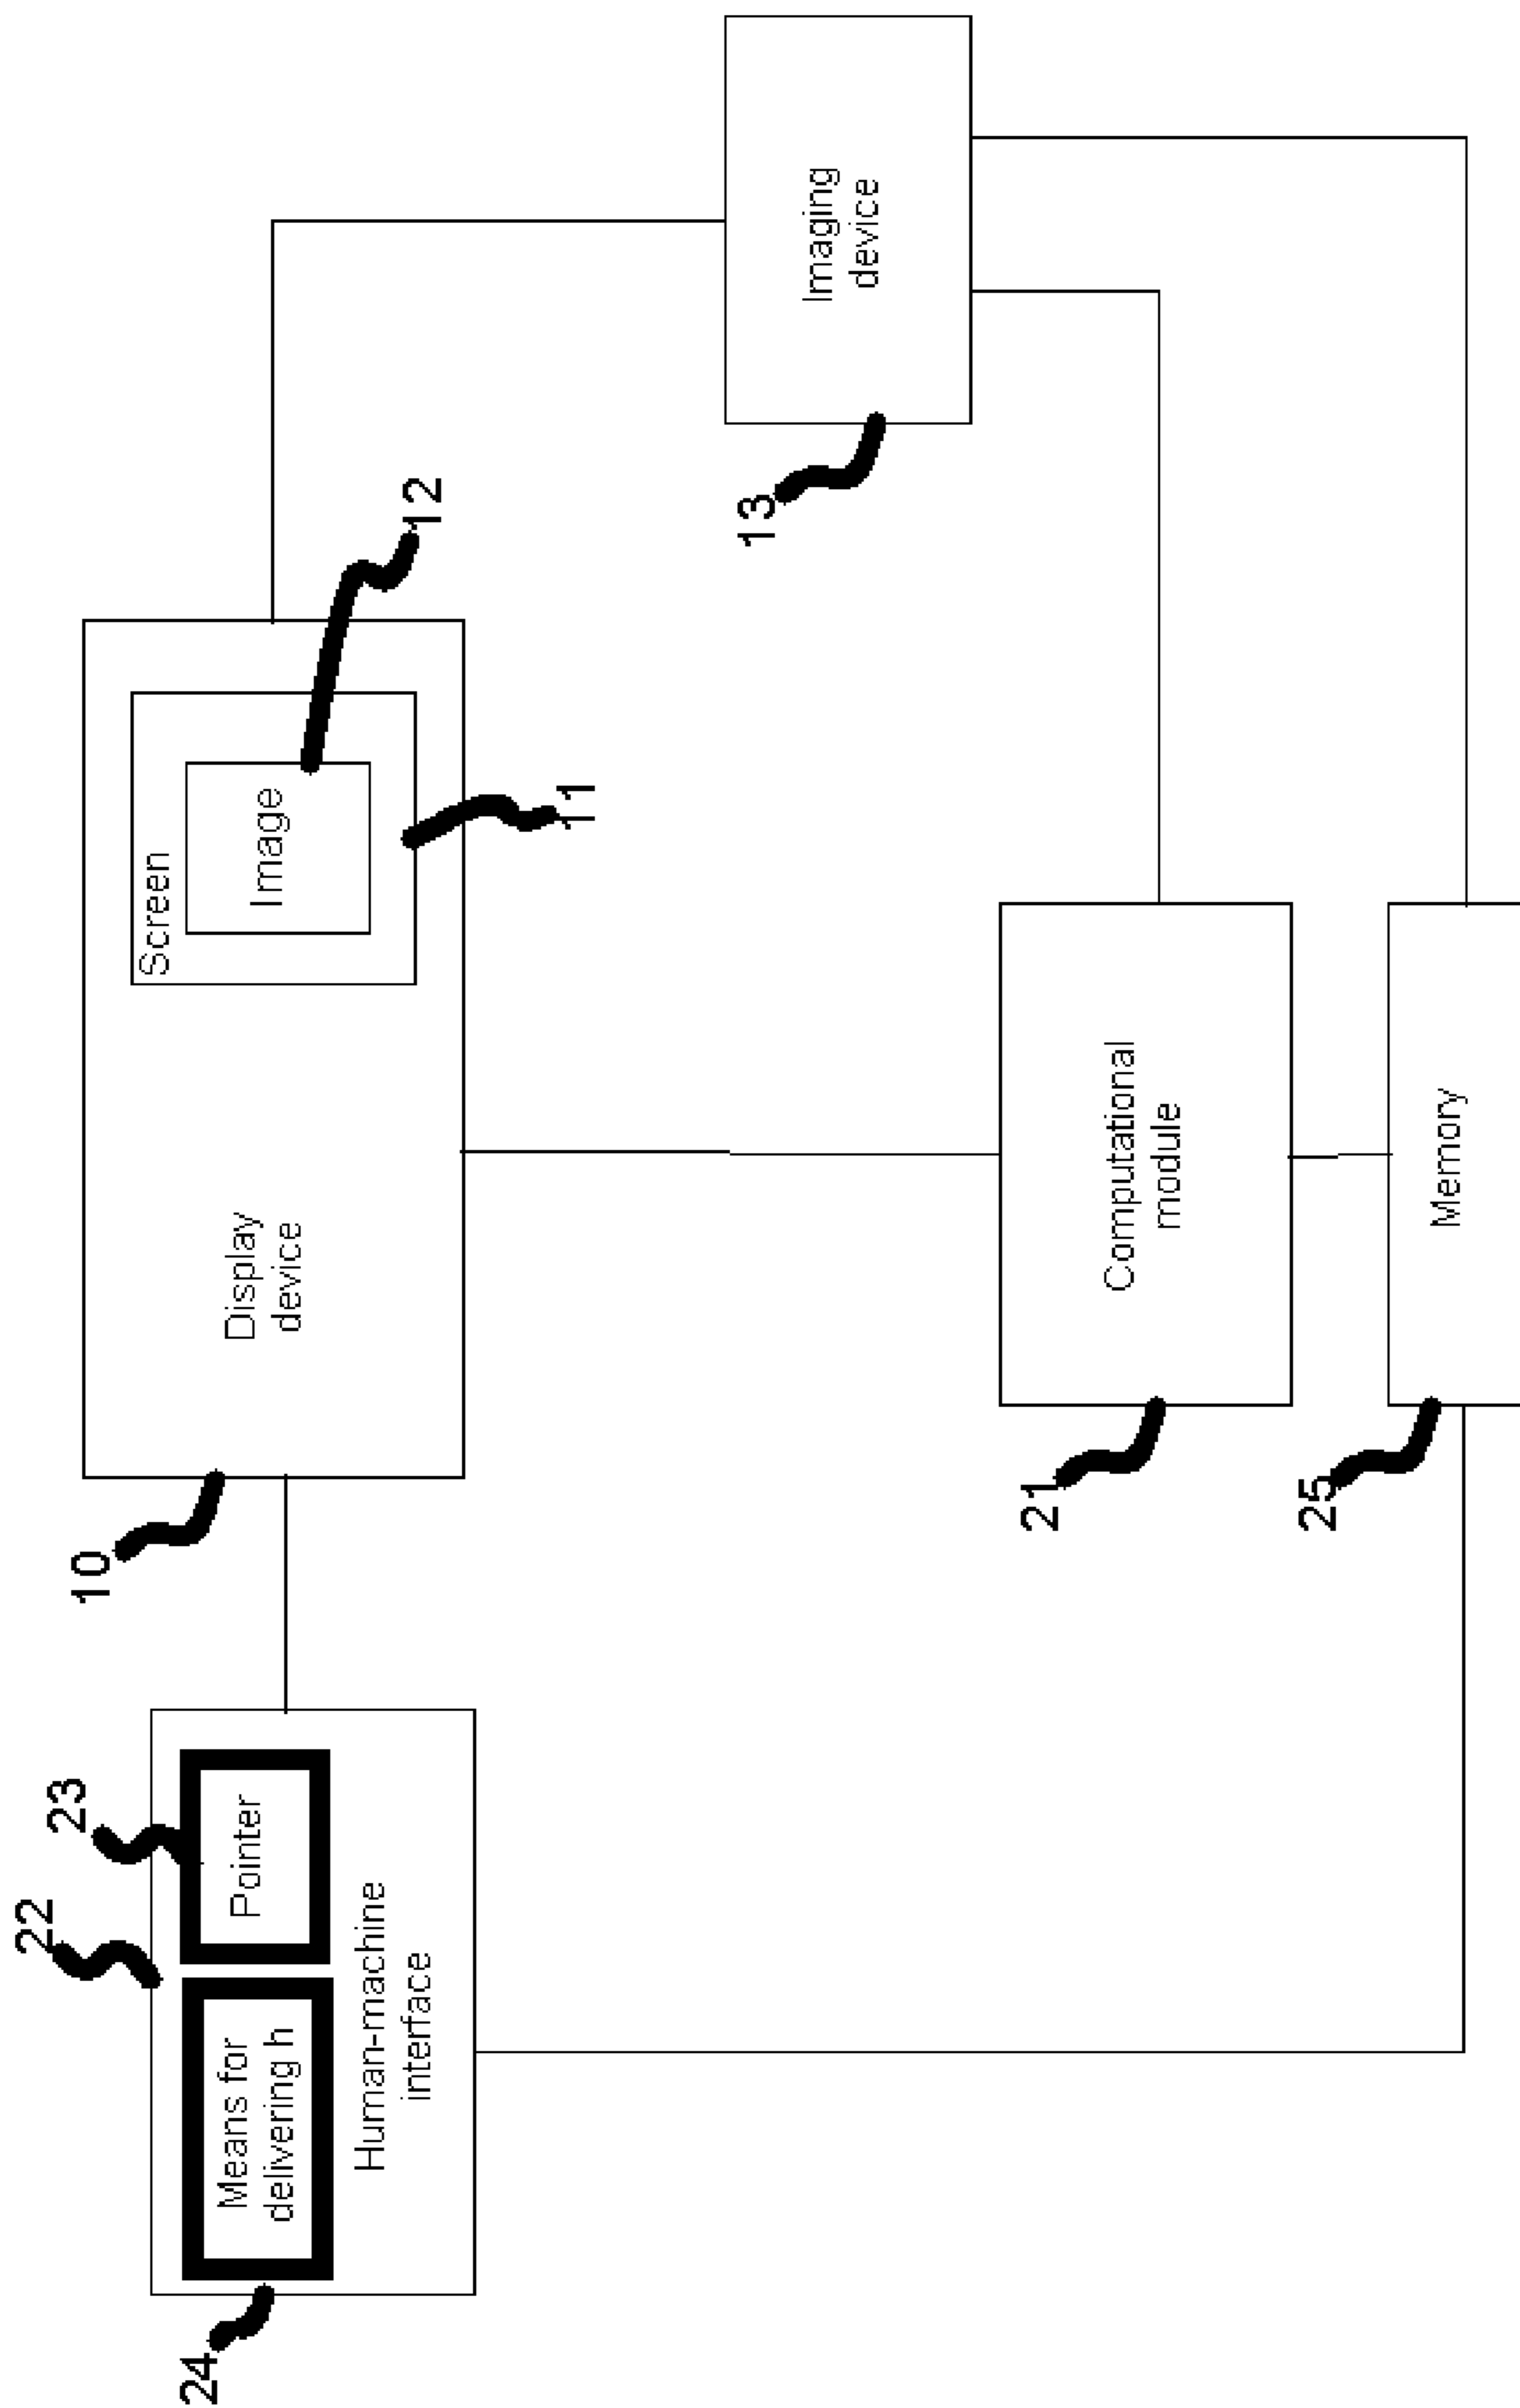 22
23
24
Means for
delivering h
Pointer
Human-machine
interface
10
Display
device
Screen
Image
12
11
13
Imaging
device
21
Computational
module
25
Memory